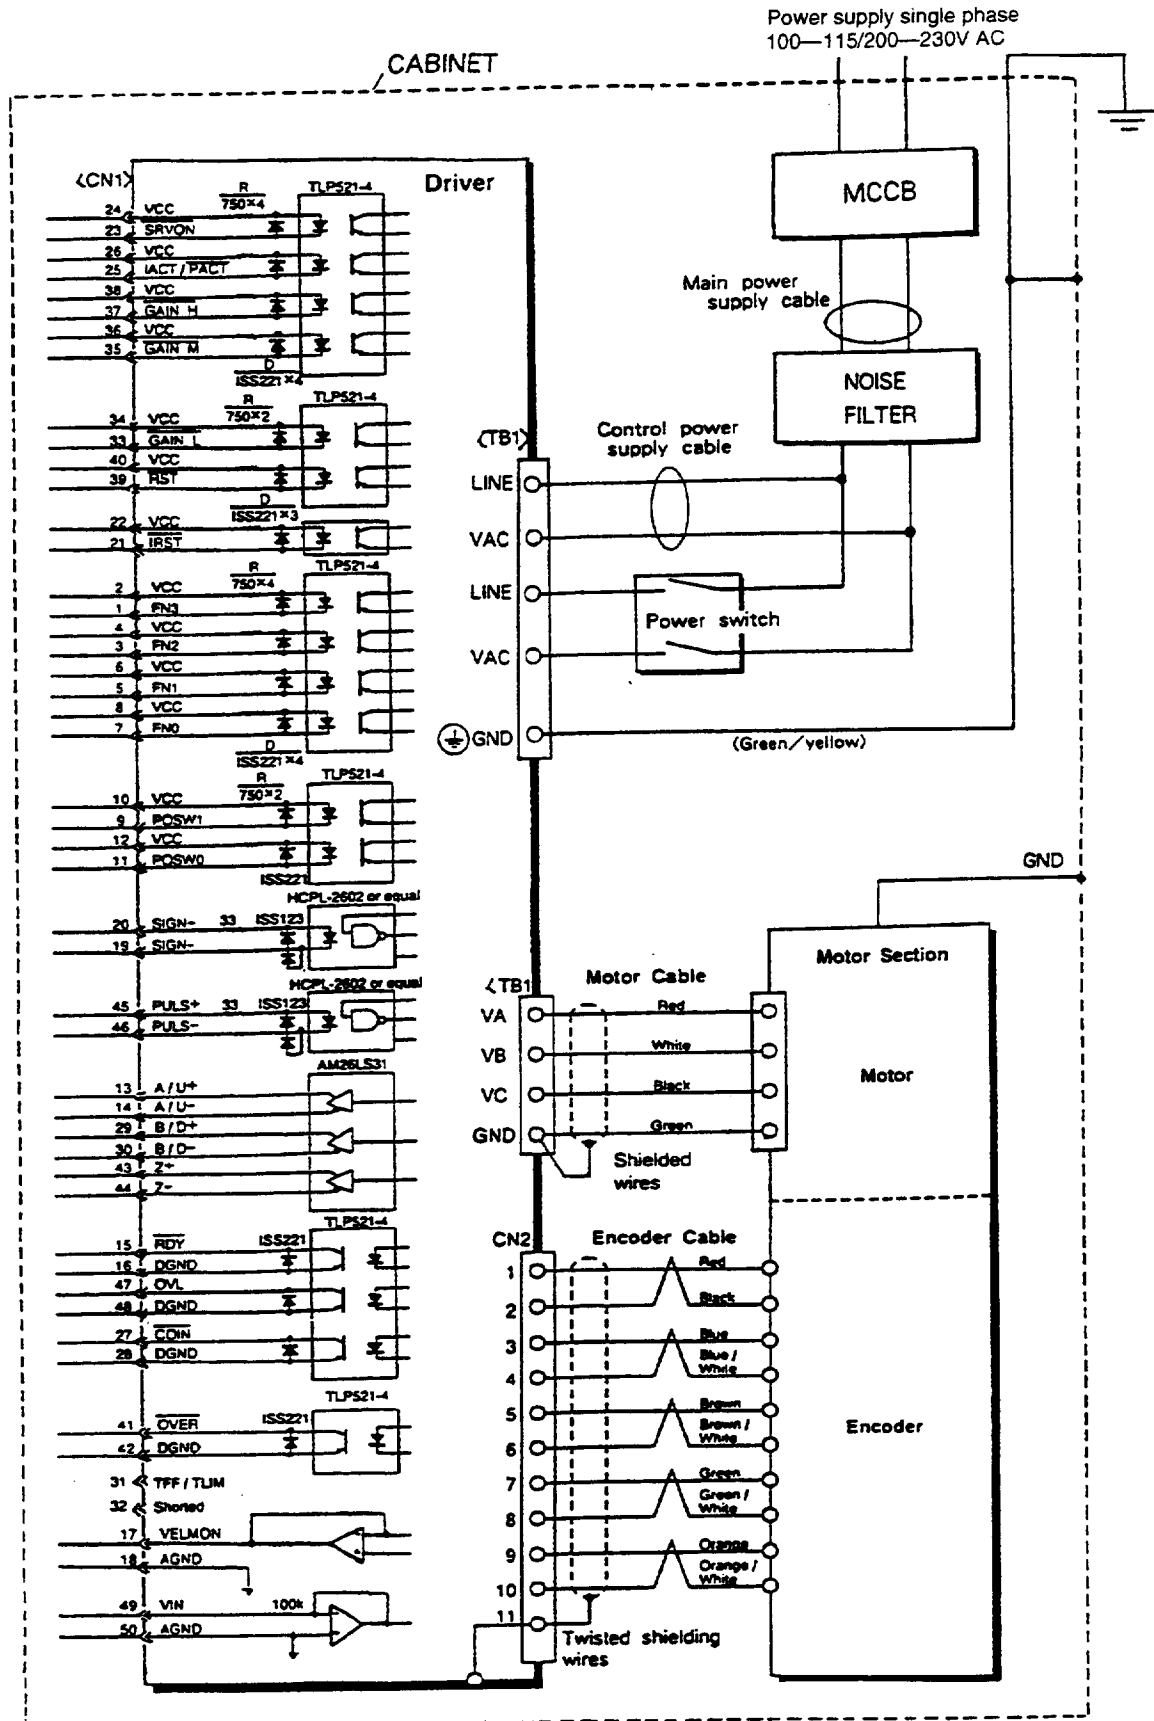 Power supply single phase
100—115/200—230V AC
CABINET
MCCB
Main power
supply cable
NOISE
FILTER
<CN1>
Driver
R
750×4
TLP521-4
24 VCC
23 SRVON
26 VCC
25 IACT / PACT
38 VCC
37 GAIN H
36 VCC
35 GAIN M
D
ISS221×4
R
750×2
TLP521-4
34 VCC
33 GAIN L
40 VCC
39 RST
D
ISS221×3
22 VCC
21 IRST
R
750×4
TLP521-4
2 VCC
1 FN3
4 VCC
3 FN2
6 VCC
5 FN1
8 VCC
7 FN0
D
ISS221×4
R
750×2
TLP521-4
10 VCC
9 POSW1
12 VCC
11 POSW0
ISS221
HCPL-2602 or equal
20 SIGN- 33 ISS123
19 SIGN-
HCPL-2602 or equal
45 PULS+ 33 ISS123
46 PULS-
AM26LS31
13 A/U+
14 A/U-
29 B/D+
30 B/D-
43 Z+
44 Z-
TLP521-4
15 RDY ISS221
16 DGND
47 OVL
48 DGND
27 COIN
28 DGND
TLP521-4
41 OVER ISS221
42 DGND
31 TFF / TLIM
32 Shorted
17 VELMON
18 AGND
49 VIN 100k
50 AGND
<TB1>
Control power
supply cable
LINE
VAC
LINE
Power switch
VAC
GND
(Green/yellow)
GND
<TB1
Motor Cable
Motor Section
VA Red
VB White
VC Black
GND Green
Motor
Shielded
wires
CN2 Encoder Cable
1 Red
2 Black
3 Blue
4 Blue / White
5 Brown
6 Brown / White
7 Green
8 Green / White
9 Orange
10 Orange / White
11
Encoder
Twisted shielding
wires